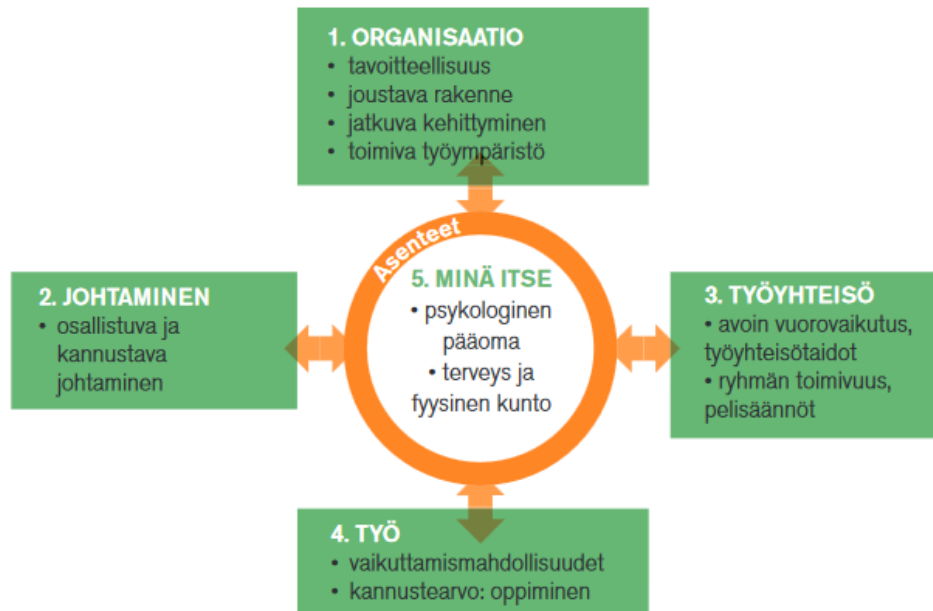 1. ORGANISAATIO
• tavoitteellisuus
• joustava rakenne
• jatkuva kehittyminen
• toimiva työympäristö
Asenteet
5. MINÄ ITSE
• psykologinen
pääoma
• terveys ja
fyysinen kunto
2. JOHTAMINEN
• osallistuva ja
kannustava
johtaminen
3. TYÖYHTEISÖ
• avoin vuorovaikutus,
työyhteisötaidot
• ryhmän toimivuus,
pelisäännöt
4. TYÖ
• vaikuttamismahdollisuudet
• kannustearvo: oppiminen